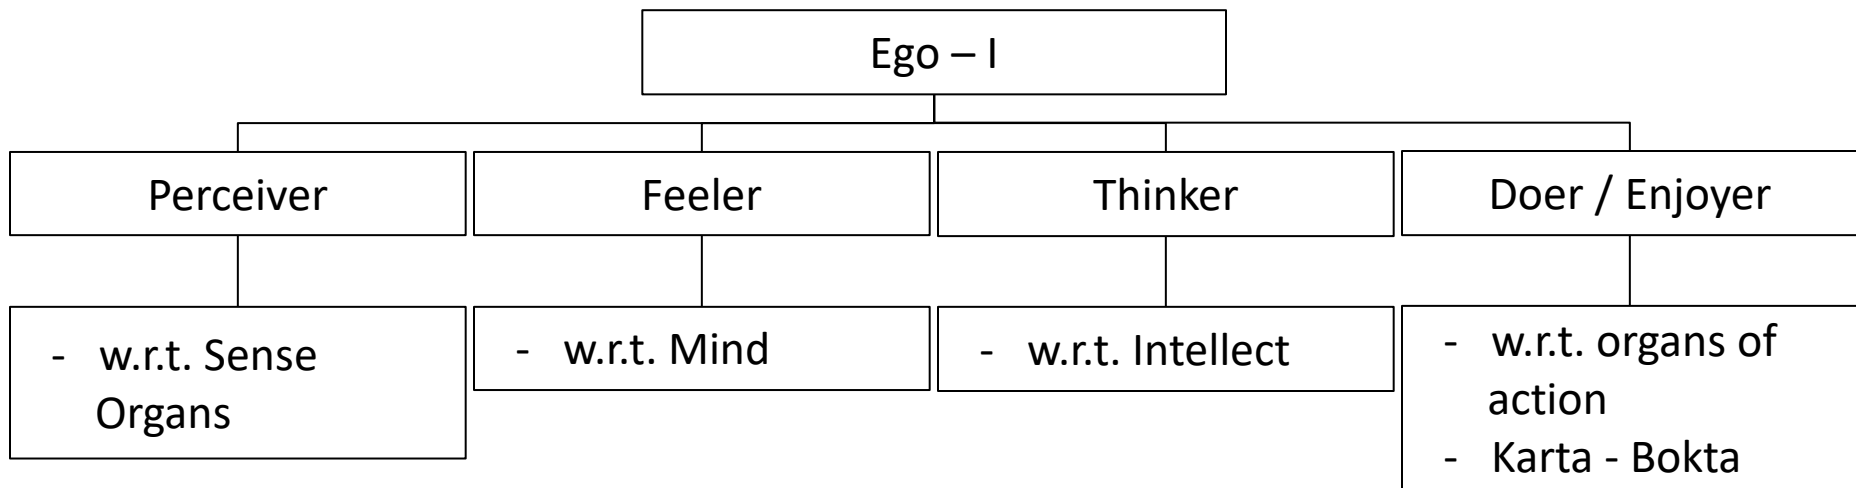 Ego – I
Perceiver
Feeler
Thinker
Doer / Enjoyer
- w.r.t. Sense
Organs
- w.r.t. Mind
- w.r.t. Intellect
- w.r.t. organs of
action
- Karta - Bokta